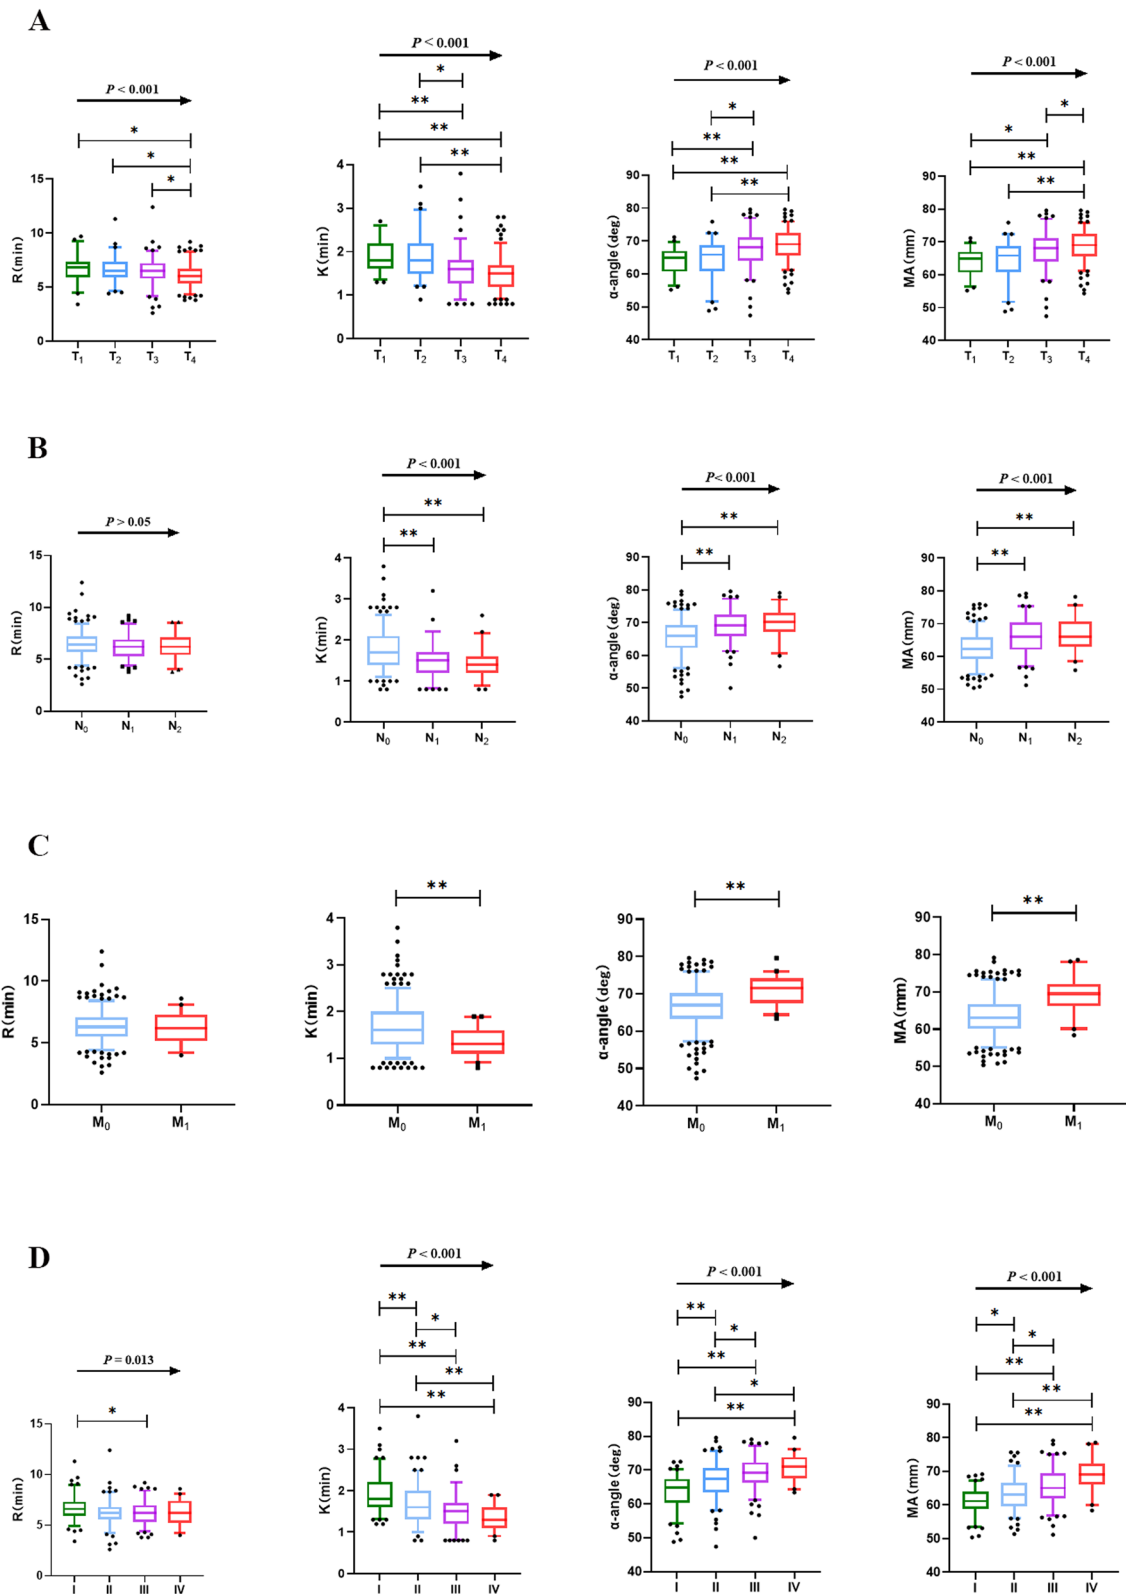 A
P < 0.001
P < 0.001
P < 0.001
P < 0.001
*
**
**
**
*
*
*
*
**
**
**
*
*
**
**
R(min)
15
10
5
0
T1 T2 T3 T4
K(min)
4
3
2
1
0
T1 T2 T3 T4
α-angle(deg)
90
80
70
60
50
40
T1 T2 T3 T4
MA(mm)
90
80
70
60
50
40
T1 T2 T3 T4
B
P > 0.05
P < 0.001
P < 0.001
P < 0.001
**
**
**
**
**
**
R(min)
15
10
5
0
N0 N1 N2
K(min)
4
3
2
1
0
N0 N1 N2
α-angle(deg)
90
80
70
60
50
40
N0 N1 N2
MA(mm)
90
80
70
60
50
40
N0 N1 N2
C
**
**
**
R(min)
15
10
5
0
M0 M1
K(min)
4
3
2
1
0
M0 M1
α-angle(deg)
90
80
70
60
50
40
M0 M1
MA(mm)
90
80
70
60
50
40
M0 M1
D
P = 0.013
P < 0.001
P < 0.001
P < 0.001
*
**
*
**
**
**
**
*
**
*
**
*
*
**
**
**
R(min)
15
10
5
0
I II III IV
K(min)
4
3
2
1
0
I II III IV
α-angle(deg)
90
80
70
60
50
40
I II III IV
MA(mm)
90
80
70
60
50
40
I II III IV